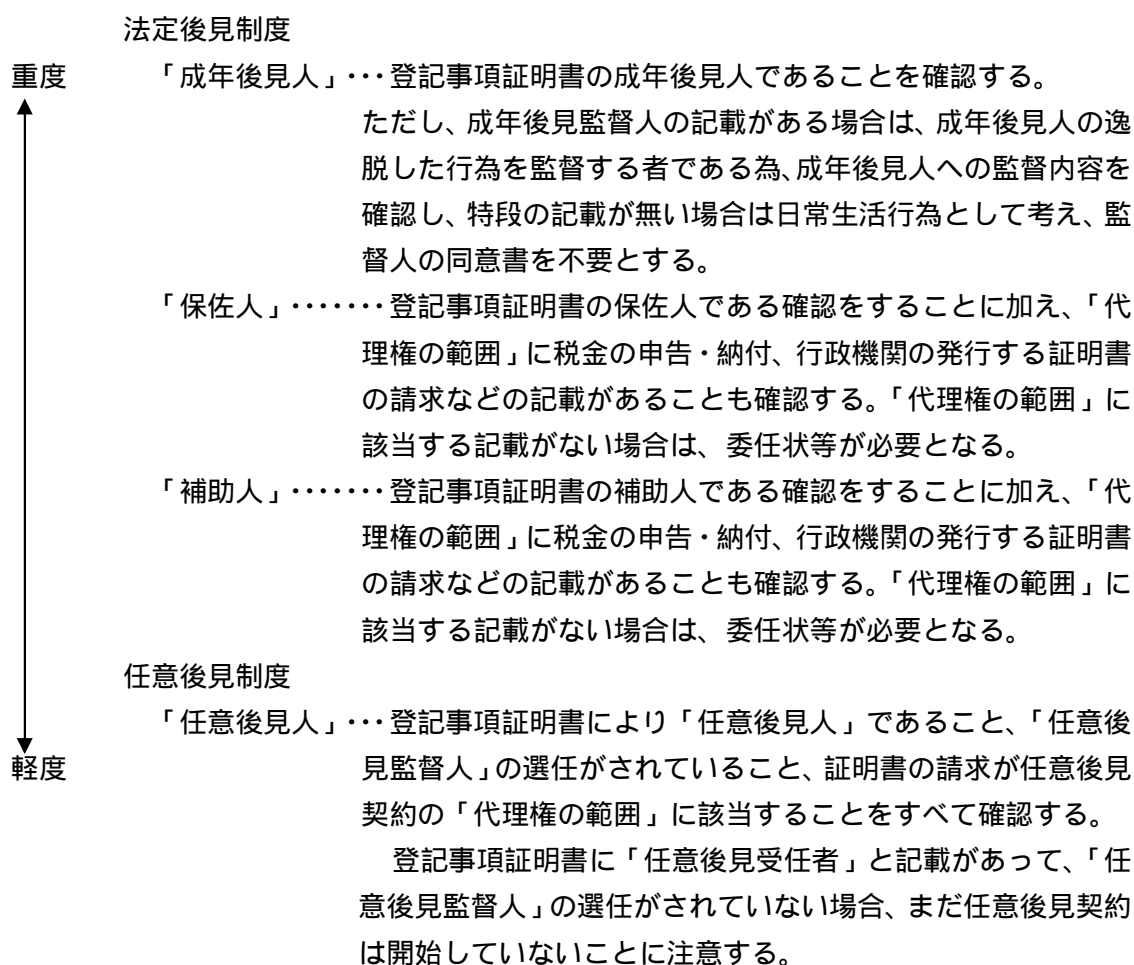 法定後見制度
重度 「成年後見人」・・・登記事項証明書の成年後見人であることを確認する。
ただし、成年後見監督人の記載がある場合は、成年後見人の逸
脱した行為を監督する者である為、成年後見人への監督内容を
確認し、特段の記載が無い場合は日常生活行為として考え、監
督人の同意書を不要とする。
「保佐人」・・・・・・・登記事項証明書の保佐人である確認をすることに加え、「代
理権の範囲」に税金の申告・納付、行政機関の発行する証明書
の請求などの記載があることも確認する。「代理権の範囲」に
該当する記載がない場合は、委任状等が必要となる。
「補助人」・・・・・・・登記事項証明書の補助人である確認をすることに加え、「代
理権の範囲」に税金の申告・納付、行政機関の発行する証明書
の請求などの記載があることも確認する。「代理権の範囲」に
該当する記載がない場合は、委任状等が必要となる。
任意後見制度
「任意後見人」・・・登記事項証明書により「任意後見人」であること、「任意後
軽度 見監督人」の選任がされていること、証明書の請求が任意後見
契約の「代理権の範囲」に該当することをすべて確認する。
登記事項証明書に「任意後見受任者」と記載があって、「任
意後見監督人」の選任がされていない場合、まだ任意後見契約
は開始していないことに注意する。